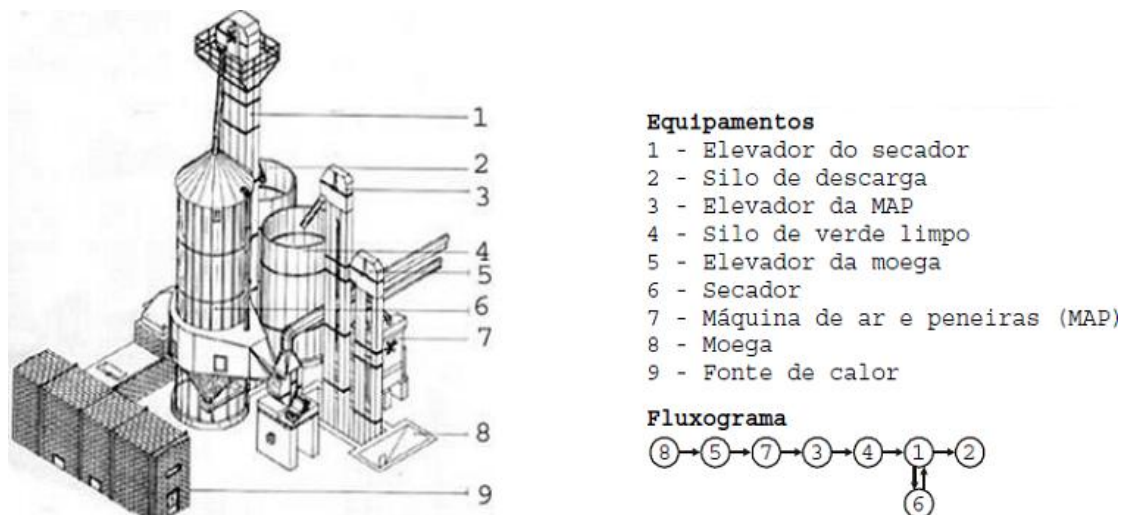 1
2
3
4
5
6
7
8
9
Equipamentos
1 - Elevador do secador
2 - Silo de descarga
3 - Elevador da MAP
4 - Silo de verde limpo
5 - Elevador da moega
6 - Secador
7 - Máquina de ar e peneiras (MAP)
8 - Moega
9 - Fonte de calor
Fluxograma
8 → 5 → 7 → 3 → 4 → 1 → 2
6